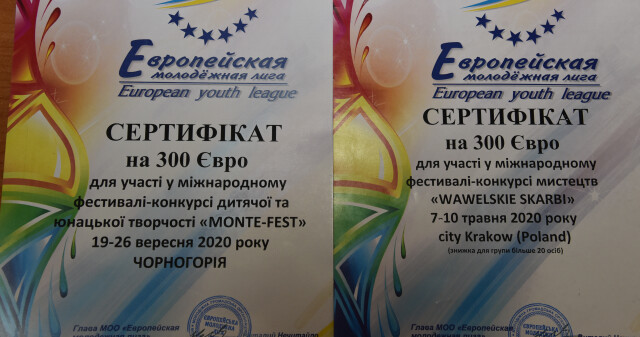 Европейская
молодёжная лига
European youth league
СЕРТИФІКАТ
на 300 Євро
для участі у міжнародному
фестивалі-конкурсі дитячої та
юнацької творчості «MONTE-FEST»
19-26 вересня 2020 року
ЧОРНОГОРІЯ
Глава МОО «Европейская
Европейская
молодёжная лига
European youth league
СЕРТИФІКАТ
на 300 Євро
для участі у міжнародному
фестивалі-конкурсі мистецтв
«WAWELSKIE SKARBI»
7-10 травня 2020 року
city Krakow (Poland)
(знижка для групи більше 20 осіб)
Глава МОО «Европейская